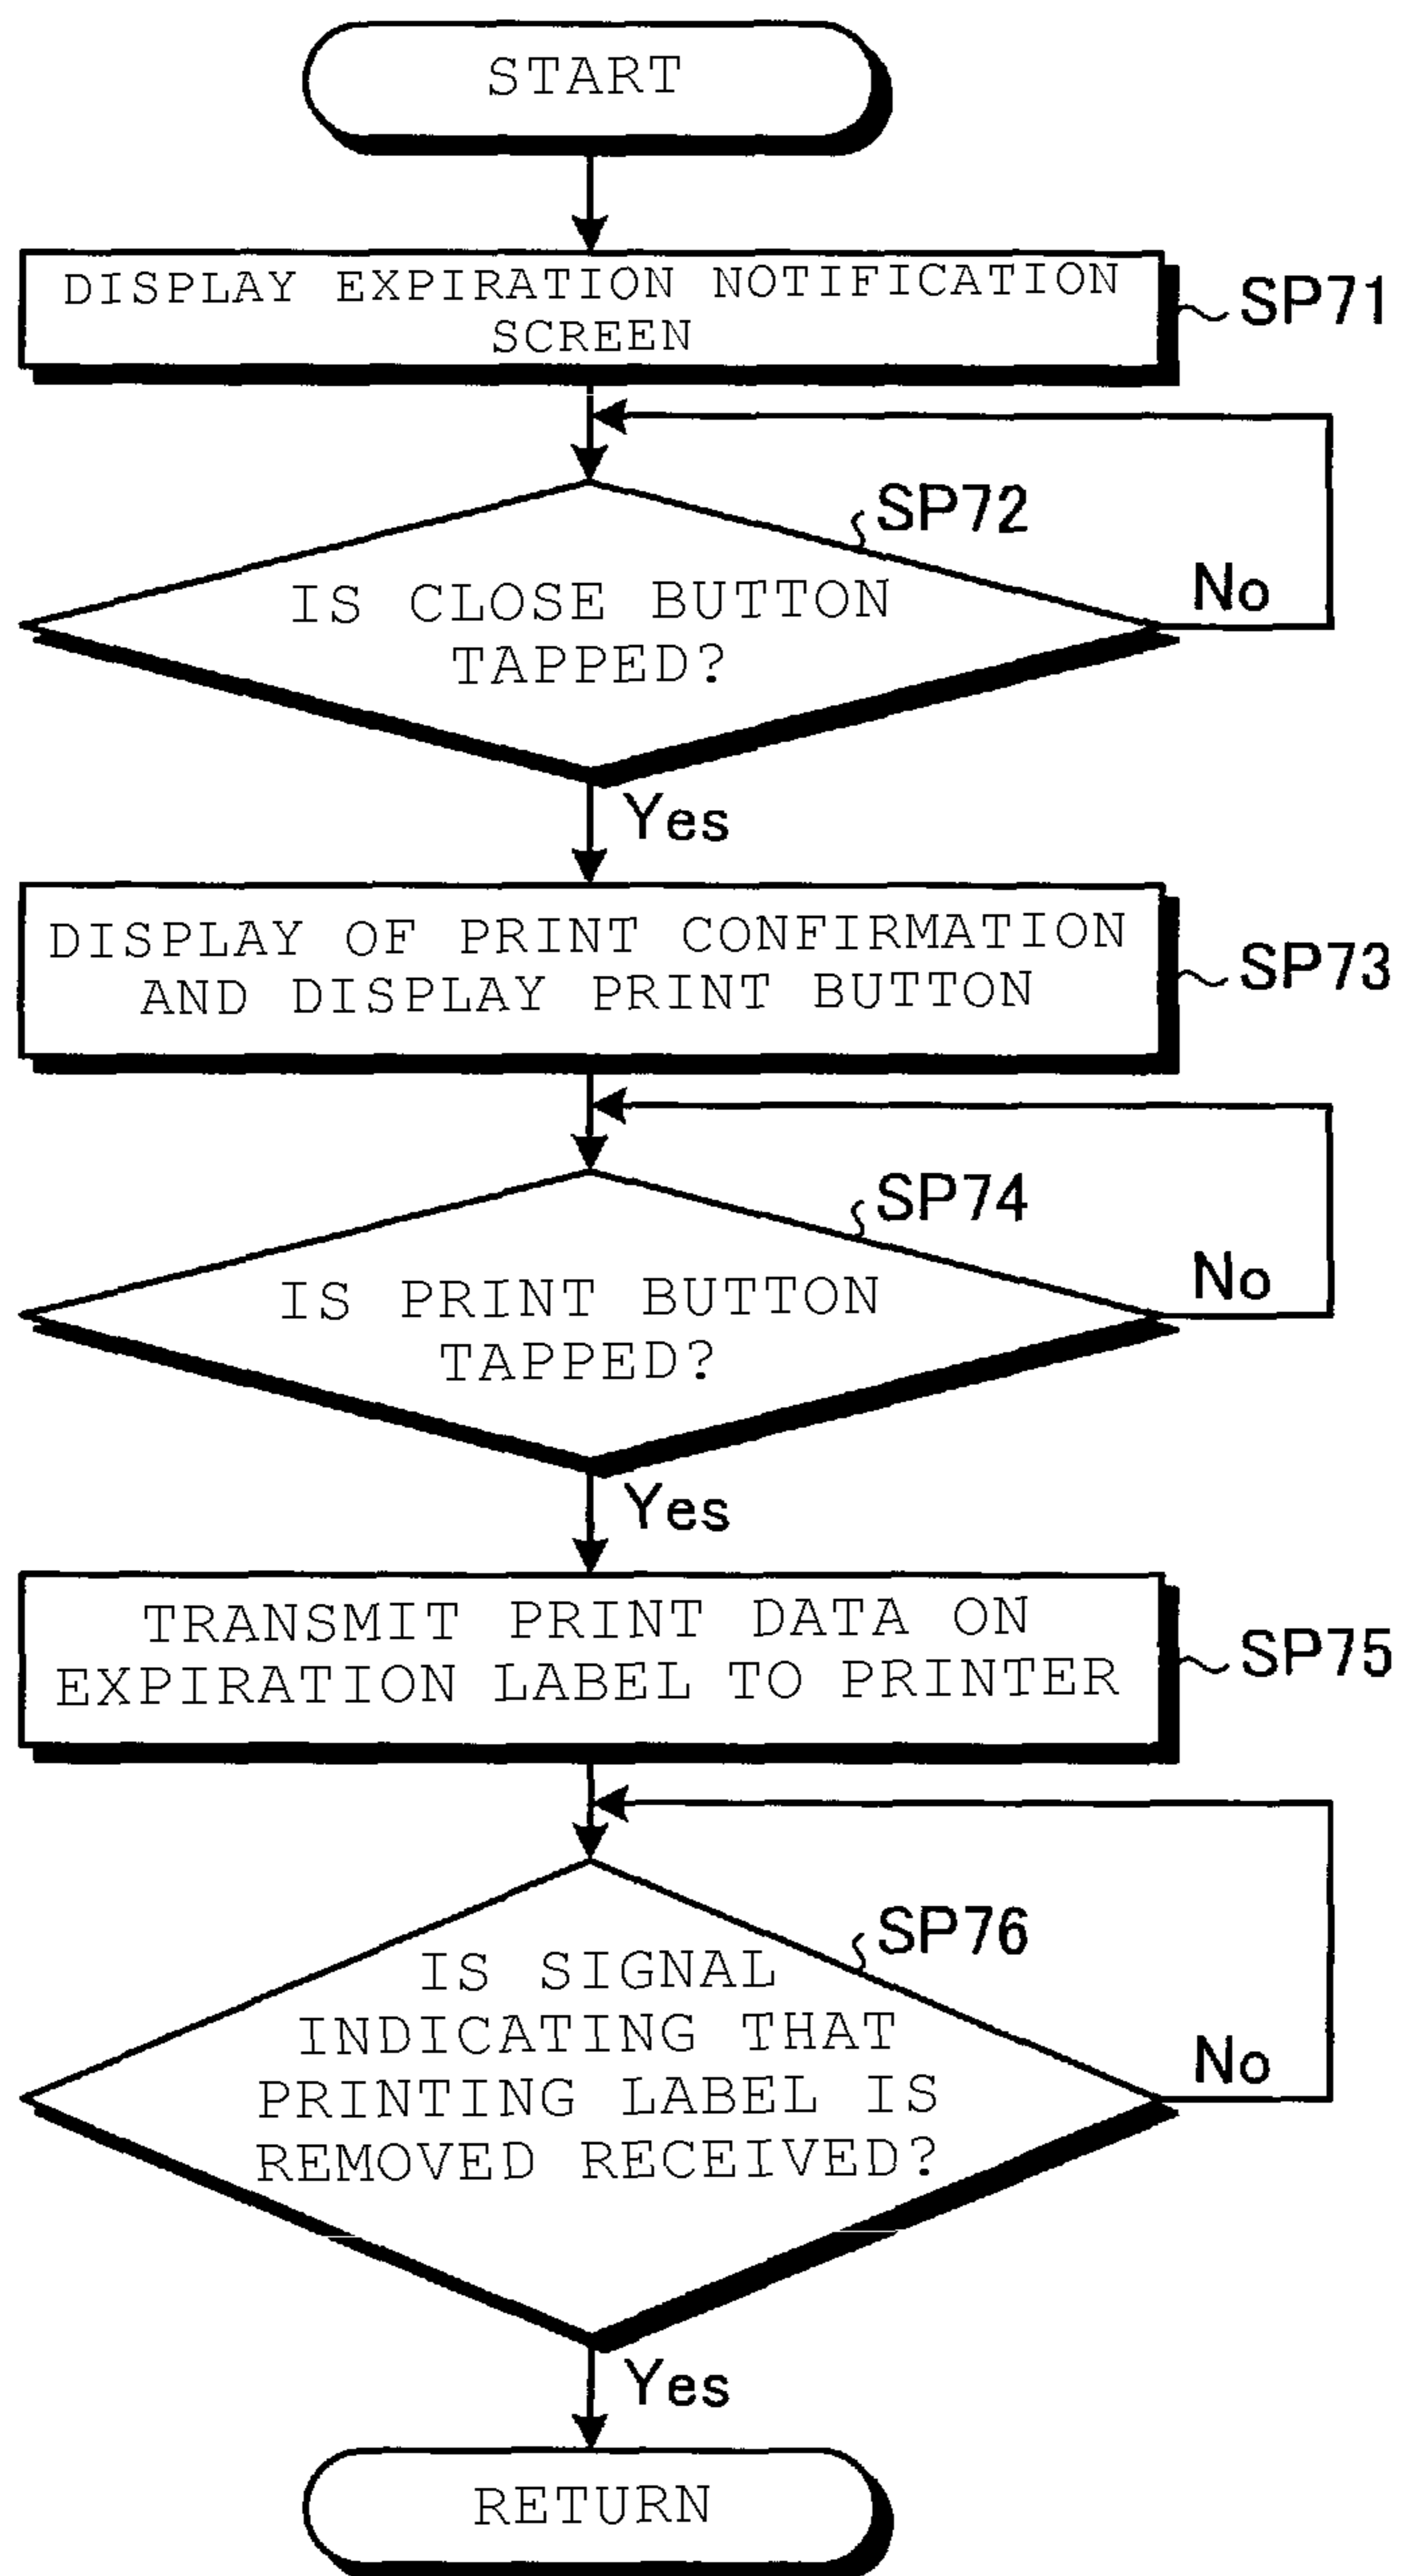 START
DISPLAY EXPIRATION NOTIFICATION
SCREEN
SP71
SP72
IS CLOSE BUTTON
TAPPED?
No
Yes
DISPLAY OF PRINT CONFIRMATION
AND DISPLAY PRINT BUTTON
SP73
SP74
IS PRINT BUTTON
TAPPED?
No
Yes
TRANSMIT PRINT DATA ON
EXPIRATION LABEL TO PRINTER
SP75
SP76
IS SIGNAL
INDICATING THAT
PRINTING LABEL IS
REMOVED RECEIVED?
No
Yes
RETURN